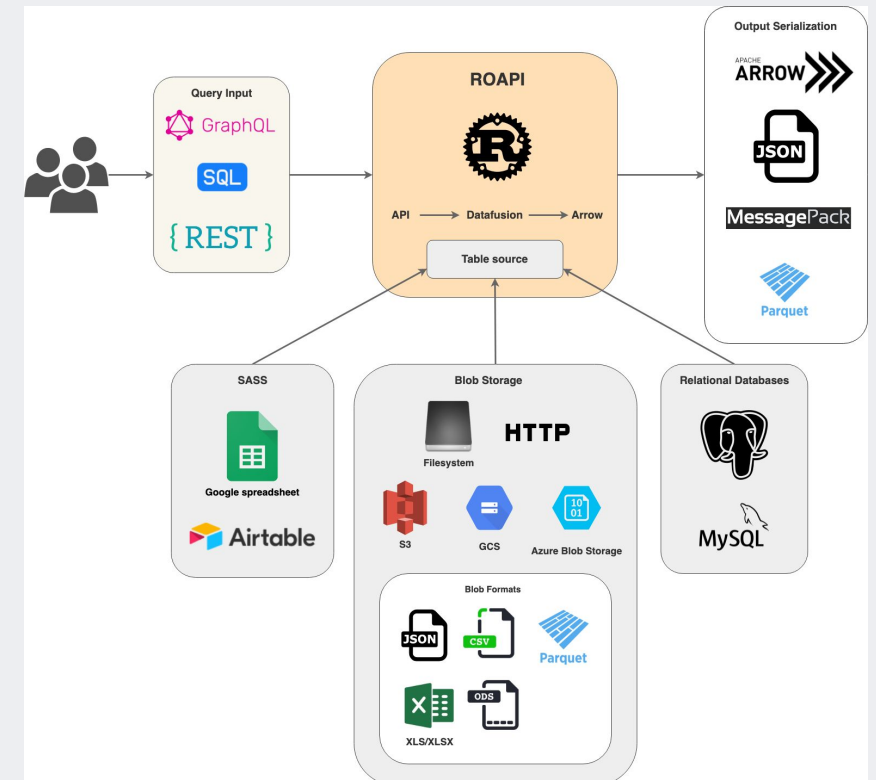 Query Input
GraphQL
SQL
{ REST }
ROAPI
R
API
Datafusion
Arrow
Table source
Output Serialization
APACHE
ARROW
JSON
MessagePack
Parquet
SASS
Google spreadsheet
Airtable
Blob Storage
Filesystem
HTTP
S3
GCS
10
01
Azure Blob Storage
Blob Formats
JSON
CSV
Parquet
X
XLS/XLSX
ODS
Relational Databases
MySQL